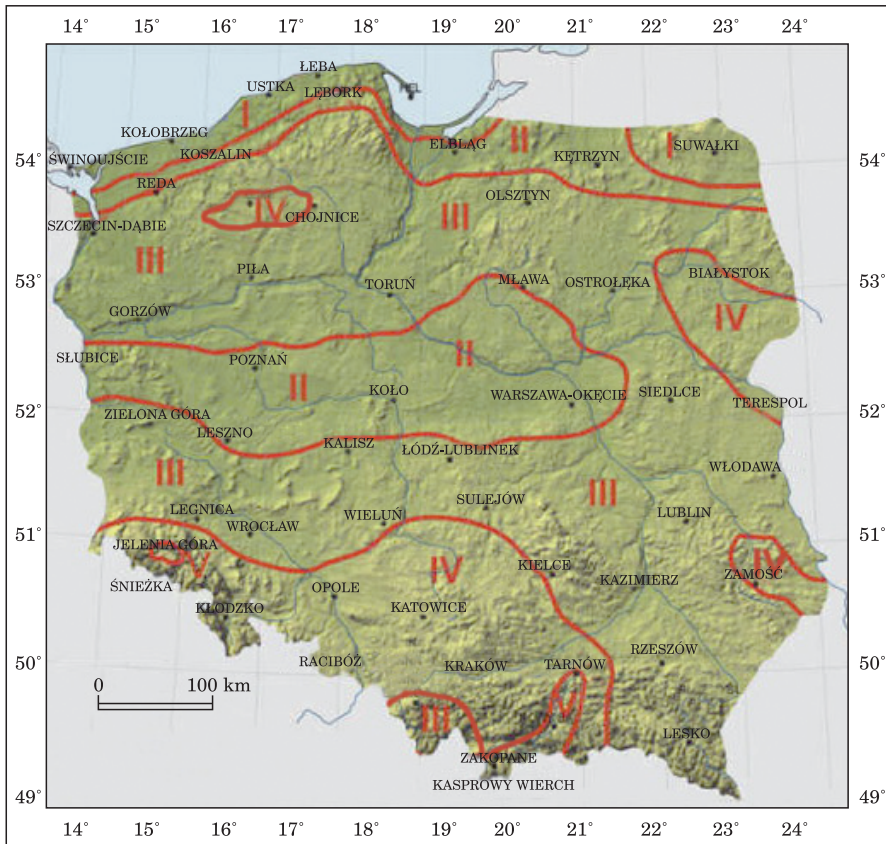 14° 15° 16° 17° 18° 19° 20° 21° 22° 23° 24°
ŁEBA
USTKA
HEL
LĘBORK
I
KOŁOBRZEG
II
ELBLĄG
I
SUWAŁKI
54°
54°
ŚWINOUJŚCIE
KOSZALIN
KĘTRZYN
REDA
OLSZTYN
IV
CHOJNICE
III
SZCZECIN-DĄBIE
III
PIŁA
MŁAWA
OSTROŁĘKA
BIAŁYSTOK
53°
53°
TORUŃ
GORZÓW
IV
SŁUBICE
POZNAŃ
II
II
KOŁO
WARSZAWA-OKĘCIE
SIEDLCE
TERESPOL
52°
52°
ZIELONA GÓRA
LESZNO
KALISZ
ŁÓDŹ-LUBLINEK
WŁODAWA
III
III
SULEJÓW
LEGNICA
WIELUŃ
LUBLIN
51°
51°
WROCŁAW
JELENIA GÓRA
V
IV
KIELCE
IV
ZAMOŚĆ
ŚNIEŻKA
OPOLE
KAZIMIERZ
KŁODZKO
KATOWICE
RACIBÓŻ
KRAKÓW
TARNÓW
RZESZÓW
50°
50°
0 100 km
III
V
LESKO
ZAKOPANE
KASPROWY WIERCH
49°
49°
14° 15° 16° 17° 18° 19° 20° 21° 22° 23° 24°